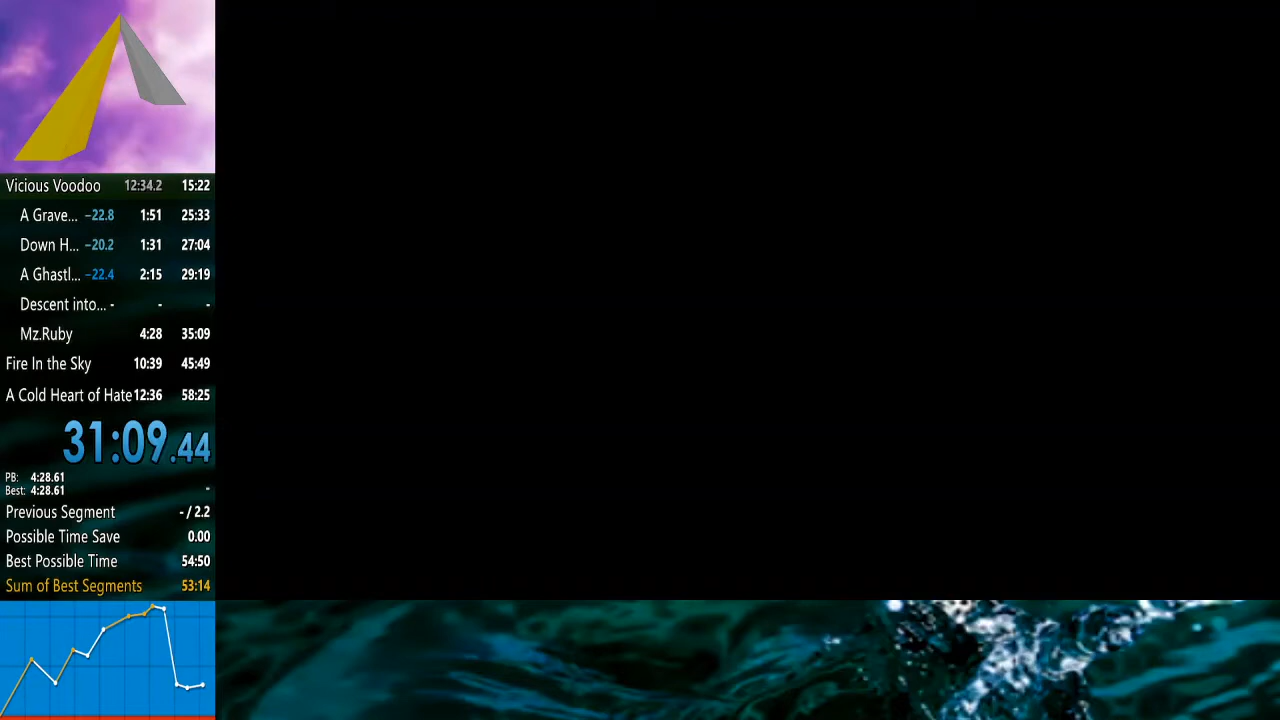 Vicious Voodoo 12:34.2 15:22
A Grave... −22.8 1:51 25:33
Down H... −20.2 1:31 27:04
A Ghastl... −22.4 2:15 29:19
Descent into... - - -
Mz.Ruby 4:28 35:09
Fire In the Sky 10:39 45:49
A Cold Heart of Hate 12:36 58:25
31:09.44
PB: 4:28.61
Best: 4:28.61 -
Previous Segment - / 2.2
Possible Time Save 0.00
Best Possible Time 54:50
Sum of Best Segments 53:14